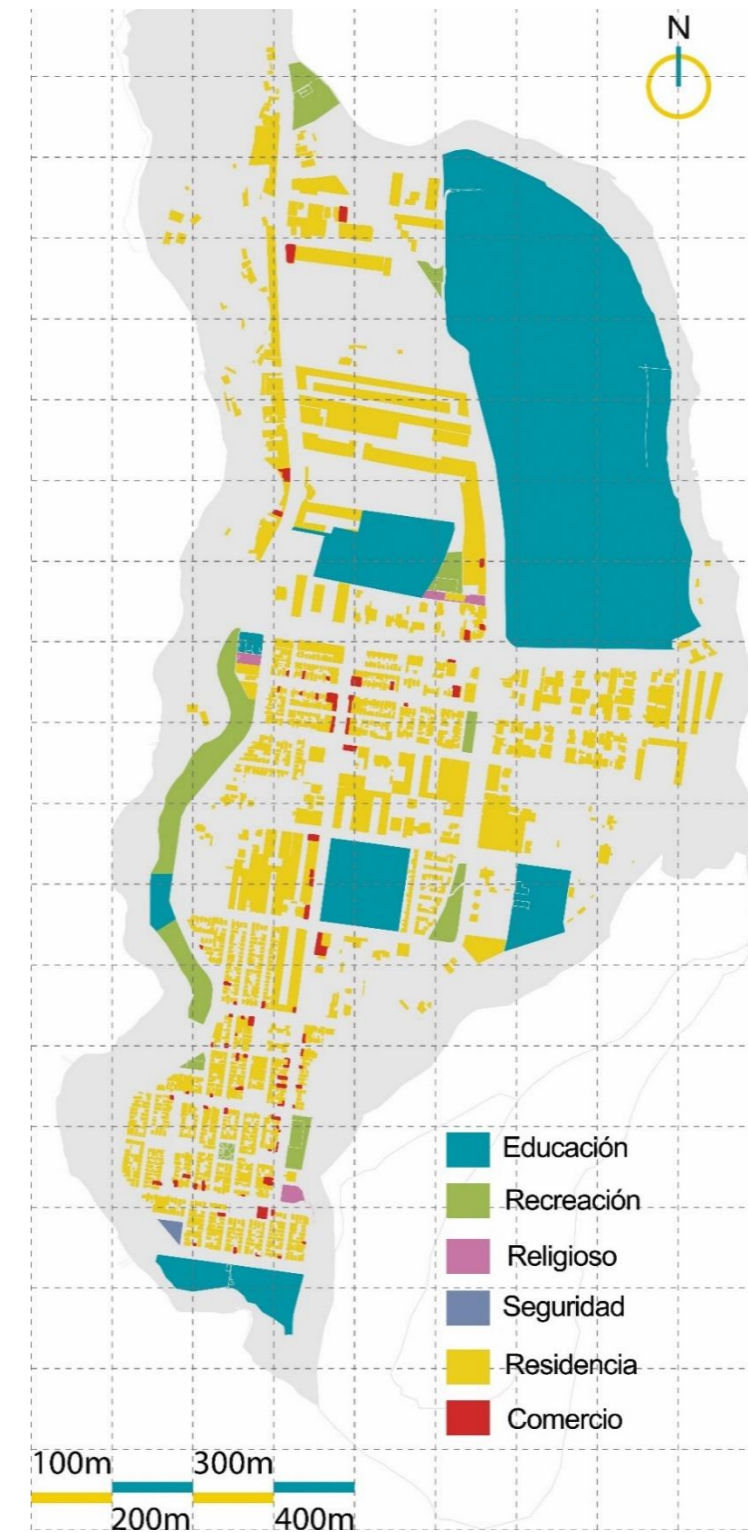 N
Educación
Recreación
Religioso
Seguridad
Residencia
Comercio
100m
300m
200m
400m